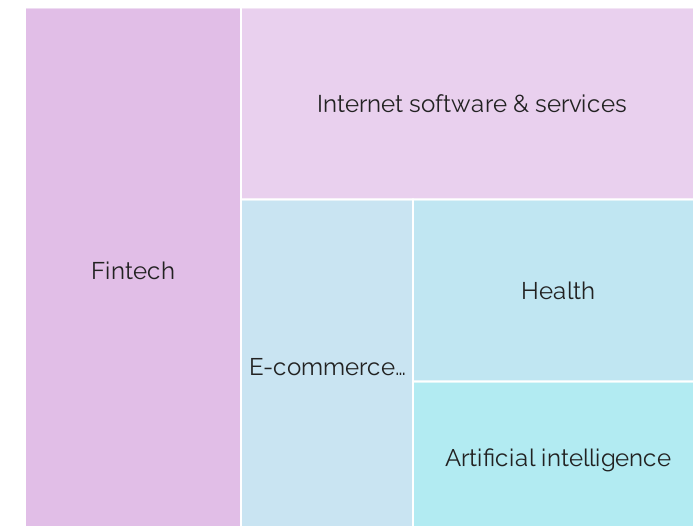 Fintech
Internet software & services
E-commerce…
Health
Artificial intelligence